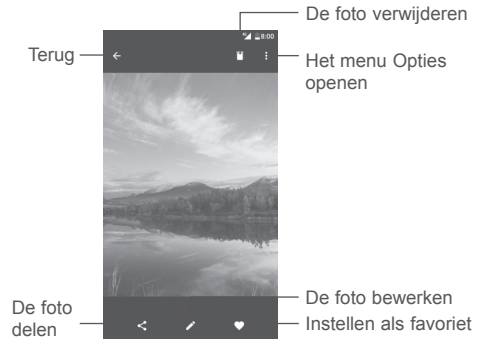 De foto verwijderen
8:00
Terug
Het menu Opties
openen
De foto bewerken
De foto
delen
Instellen als favoriet